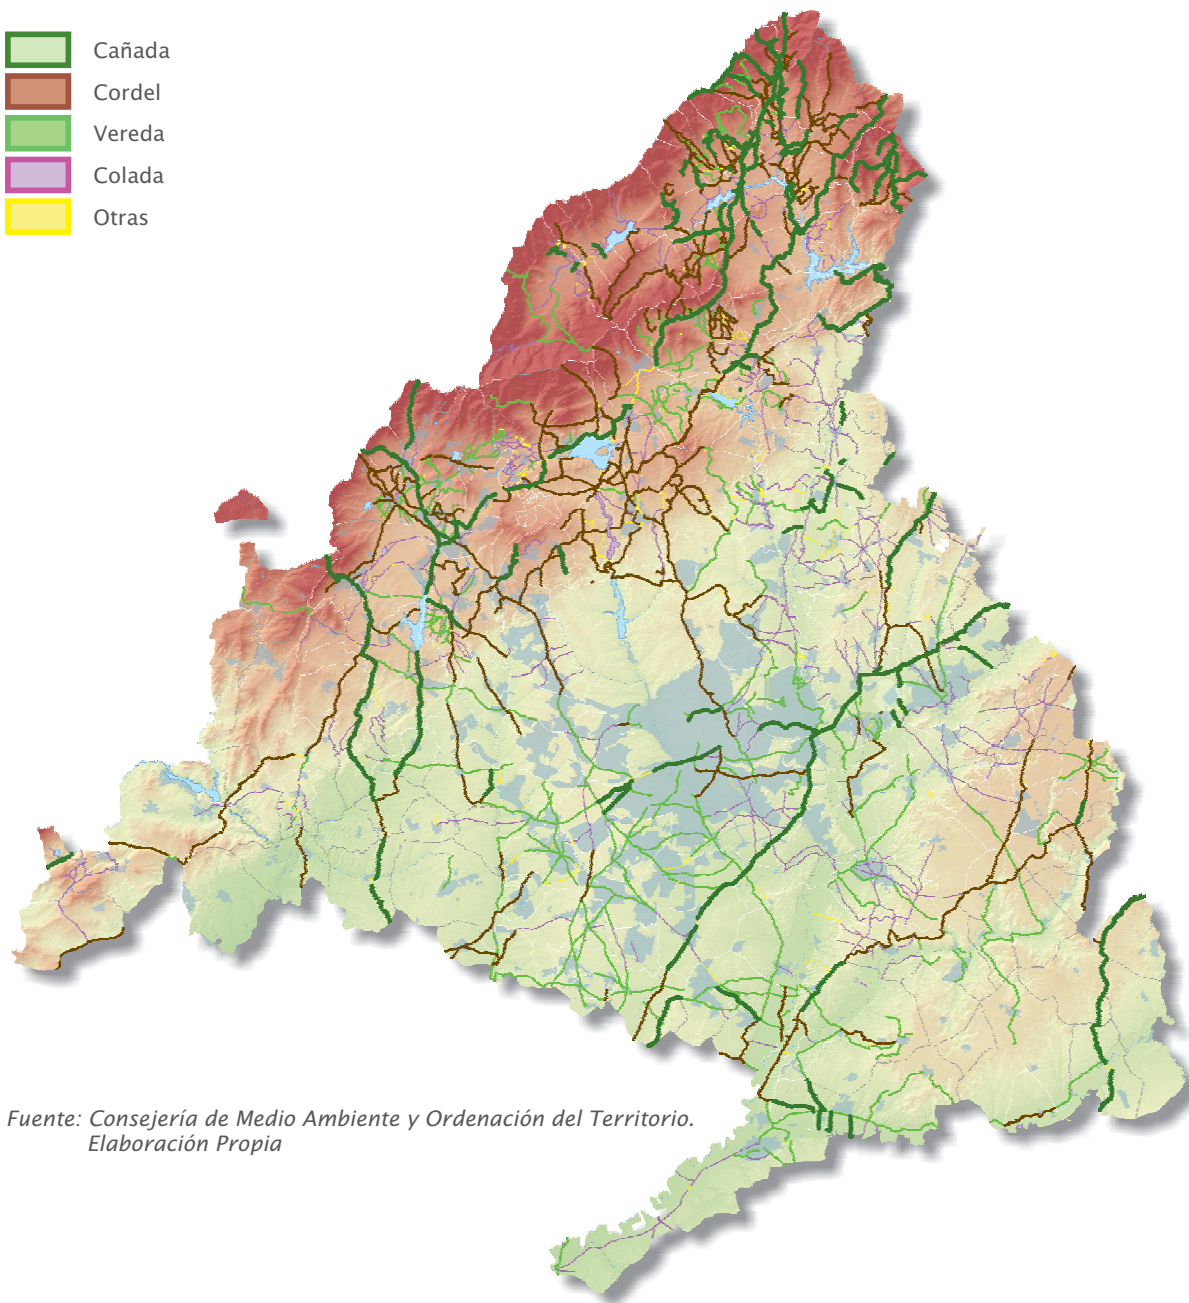 Cañada
Cordel
Vereda
Colada
Otras
Fuente: Consejería de Medio Ambiente y Ordenación del Territorio.
Elaboración Propia